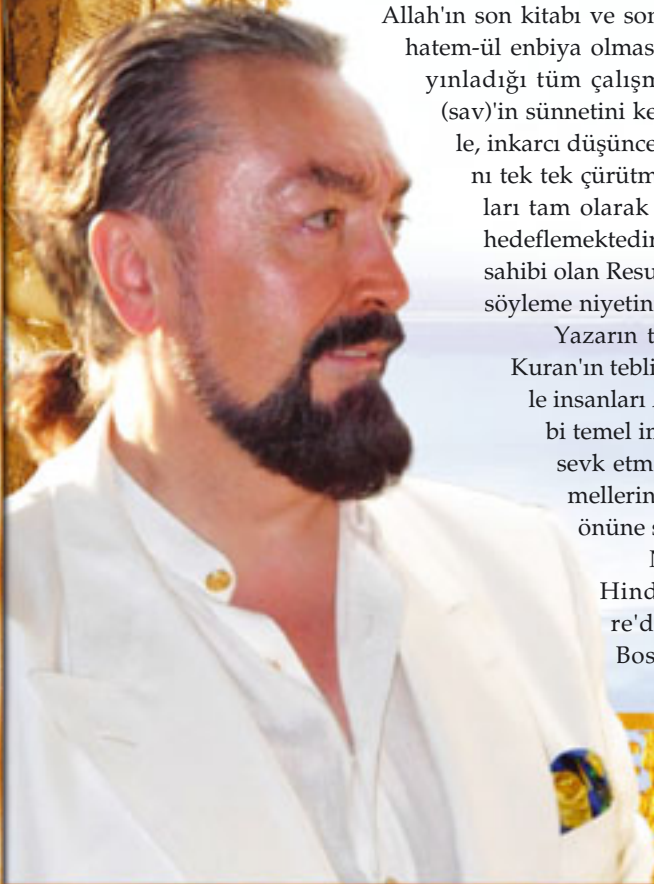 Allah'ın son kitabı ve son
hatem-ül enbiya olmas
yınladığı tüm çalışm
(sav)'in sünnetini ke
le, inkarcı düşünce
nı tek tek çürütm
ları tam olarak
hedeflemektedir
sahibi olan Resu
söyleme niyetin
Yazarın t
Kuran'ın tebli
le insanları
bi temel in
sevk etm
mellerin
önüne s
Hind
re'd
Bos